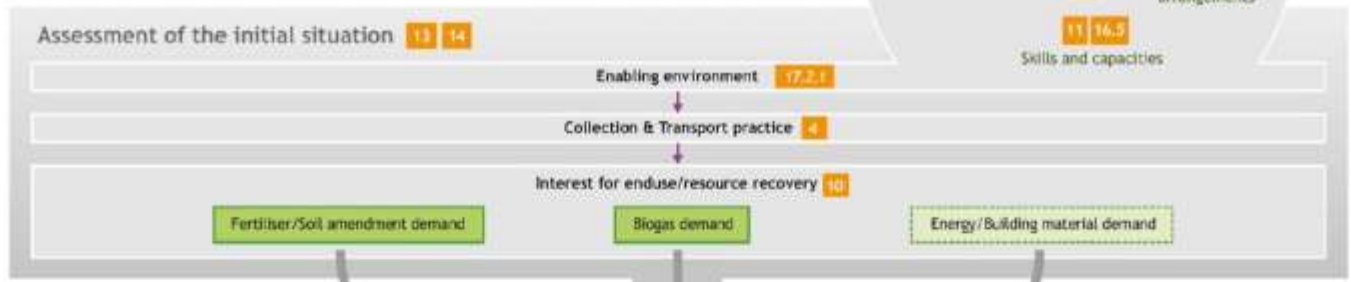 arrangements
Assessment of the initial situation 13 14
11 16.5
Skills and capacities
Enabling environment 17.2.1
Collection & Transport practice 4
Interest for enduse/resource recovery 10
Fertiliser/Soil amendment demand
Biogas demand
Energy/Building material demand